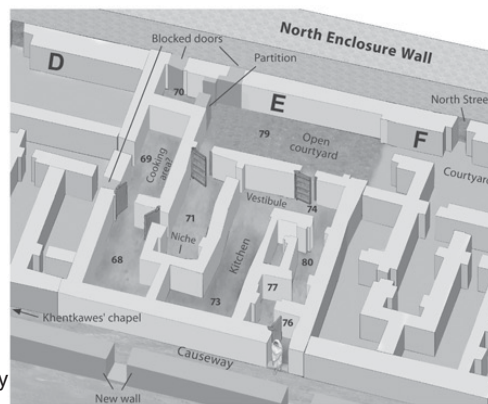 North Enclosure Wall
Blocked doors
Partition
D
70
E
North Stree
79
Open
courtyard
F
69
Cooking
area?
Courtyard
Vestibule
74
71
Niche
Kitchen
68
80
77
73
76
Khentkawes' chapel
Causeway
y
New wall